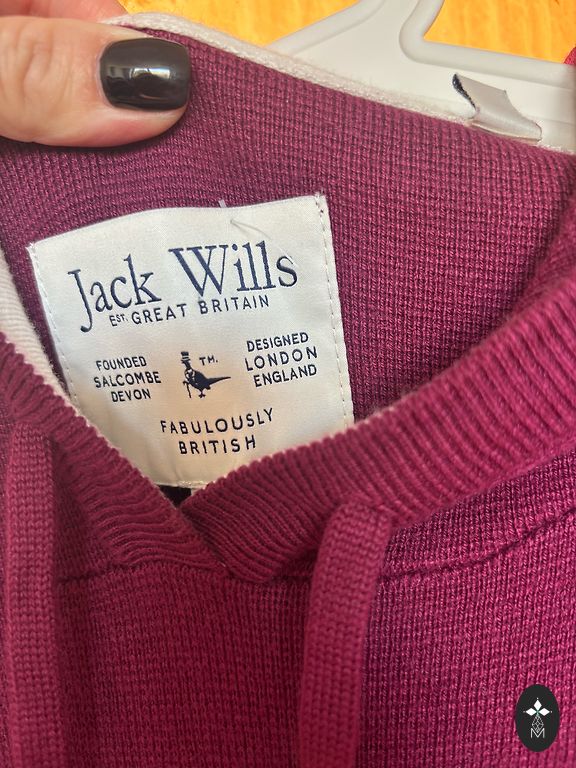 Jack Wills
EST. GREAT BRITAIN
FOUNDED
SALCOMBE
DEVON
TM.
DESIGNED
LONDON
ENGLAND
FABULOUSLY
BRITISH
M